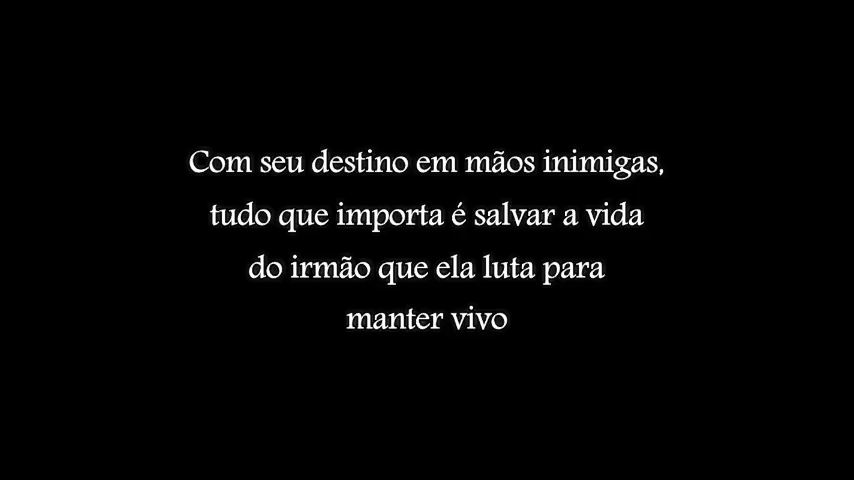 Com seu destino em mãos inimigas,
tudo que importa é salvar a vida
do irmão que ela luta para
manter vivo